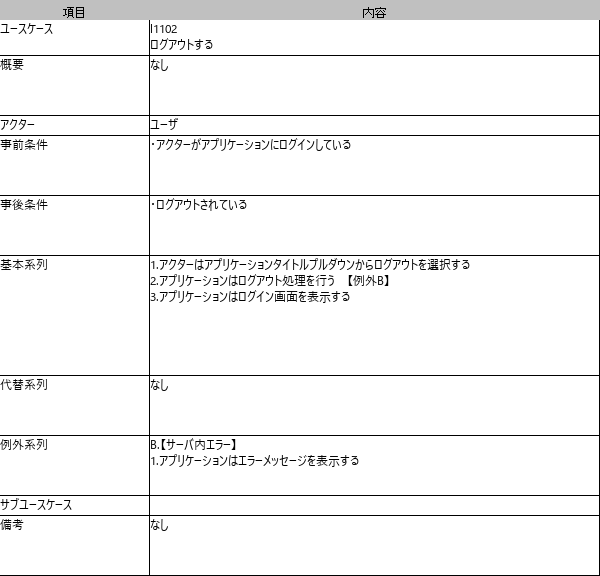 項目 内容
ユースケース I1102
ログアウトする
概要 なし
アクター ユーザ
事前条件 ・アクターがアプリケーションにログインしている
事後条件 ・ログアウトされている
基本系列 1.アクターはアプリケーションタイトルプルダウンからログアウトを選択する
2.アプリケーションはログアウト処理を行う 【例外B】
3.アプリケーションはログイン画面を表示する
代替系列 なし
例外系列 B.【サーバ内エラー】
1.アプリケーションはエラーメッセージを表示する
サブユースケース
備考 なし